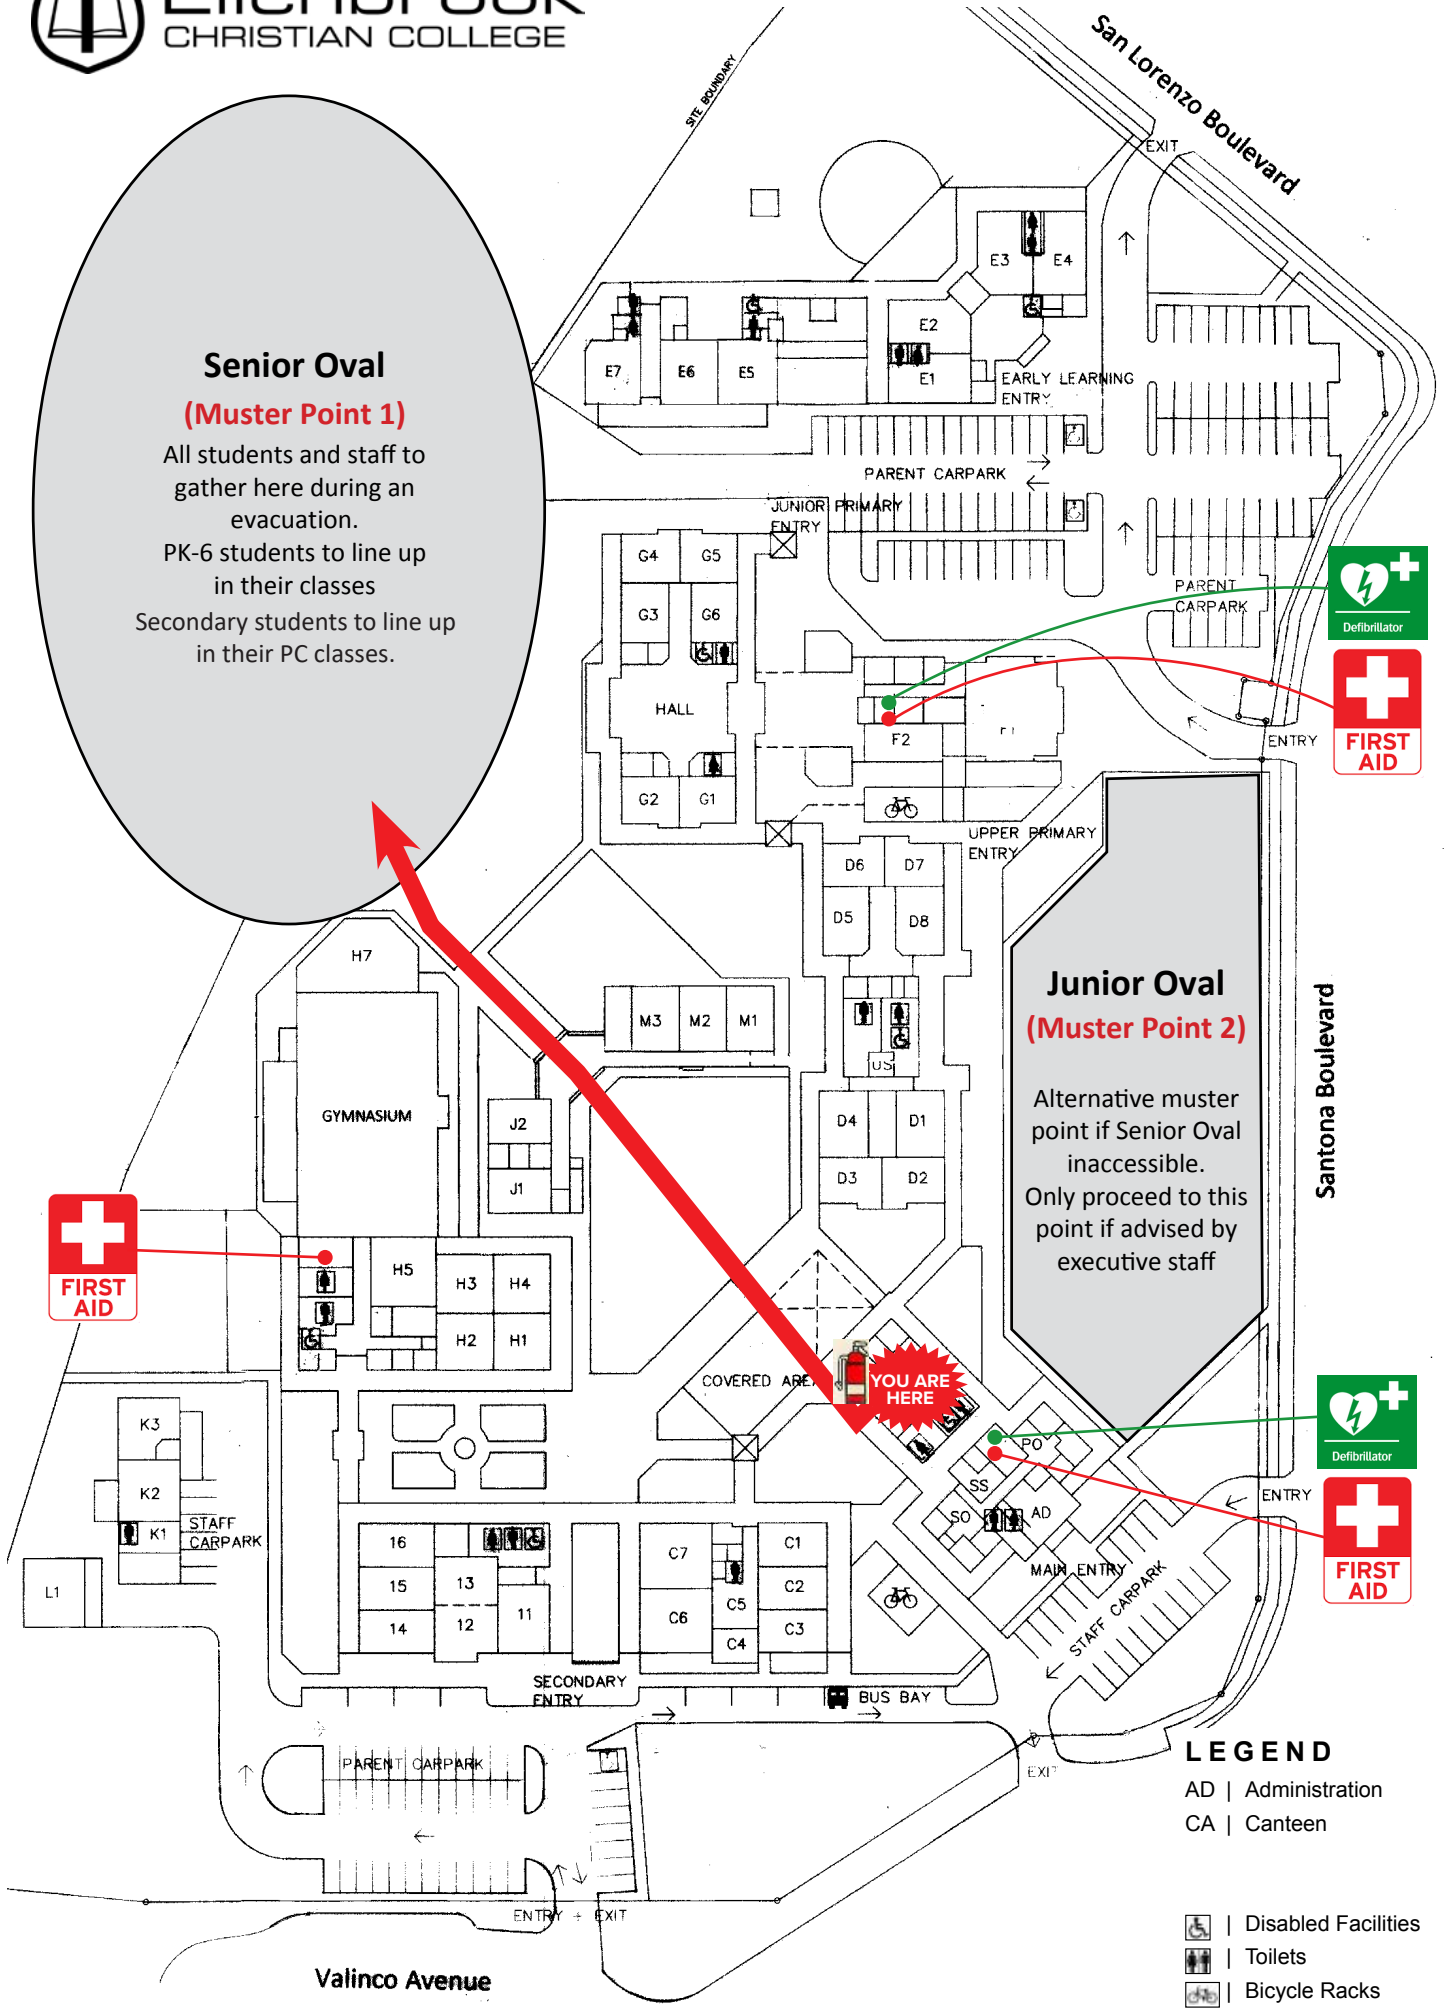 CHRISTIAN COLLEGE
San Lorenzo Boulevard
SITE BOUNDARY
EXIT
E3
E4
E2
E1
E7
E6
E5
EARLY LEARNING
ENTRY
Senior Oval
(Muster Point 1)
All students and staff to
gather here during an
evacuation.
PK-6 students to line up
in their classes
Secondary students to line up
in their PC classes.
PARENT CARPARK
JUNIOR PRIMARY
ENTRY
G4
G5
G3
G6
PARENT
CARPARK
Defibrillator
FIRST
AID
HALL
F2
ENTRY
G2
G1
UPPER PRIMARY
ENTRY
D6
D7
D5
D8
H7
M3
M2
M1
US
Junior Oval
(Muster Point 2)
Alternative muster
point if Senior Oval
inaccessible.
Only proceed to this
point if advised by
executive staff
Santona Boulevard
GYMNASIUM
J2
J1
D4
D1
D3
D2
FIRST
AID
H5
H3
H4
H2
H1
COVERED AREA
YOU ARE
HERE
K3
K2
K1
STAFF
CARPARK
L1
PO
SS
SO
AD
MAIN ENTRY
STAFF CARPARK
ENTRY
Defibrillator
FIRST
AID
16
15
14
13
12
11
C7
C6
C5
C4
C1
C2
C3
SECONDARY
ENTRY
BUS BAY
PARENT CARPARK
EXIT
ENTRY + EXIT
Valinco Avenue
LEGEND
AD | Administration
CA | Canteen
| Disabled Facilities
| Toilets
| Bicycle Racks